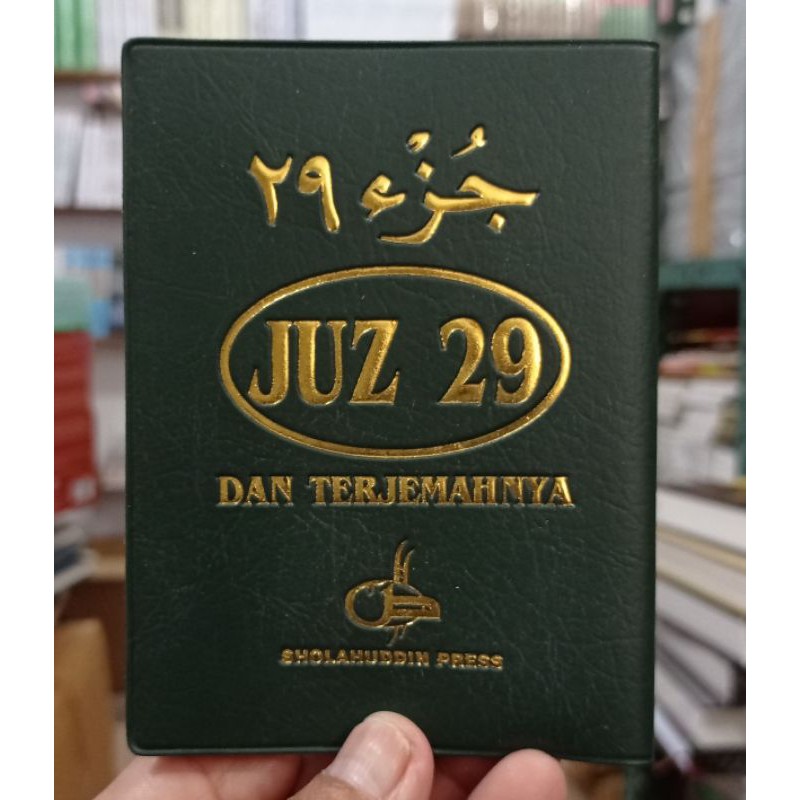 جُزْء ٢٩
JUZ 29
DAN TERJEMAHNYA
SHOLAHUDDIN PRESS